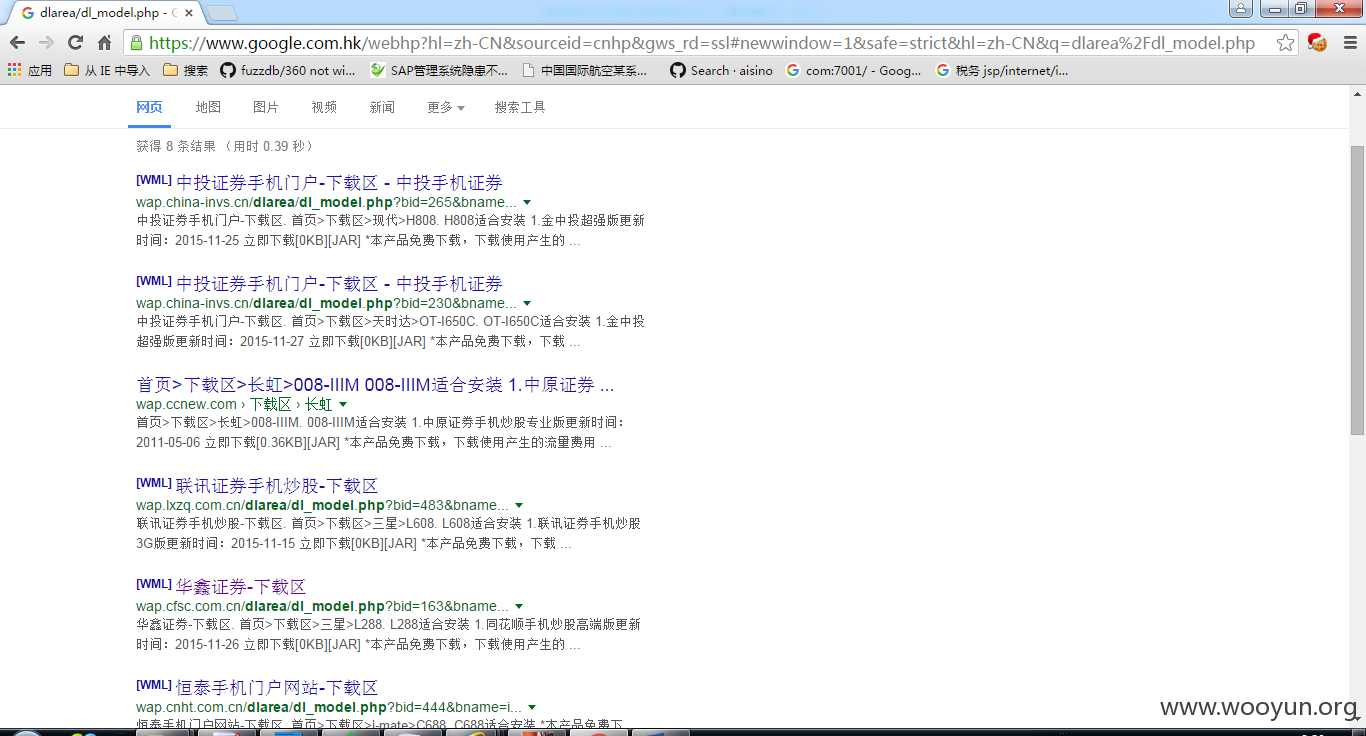 dlarea/dl_model.php - G
https://www.google.com.hk/webhp?hl=zh-CN&sourceid=cnhp&gws_rd=ssl#newwindow=1&safe=strict&hl=zh-CN&q=dlarea%2Fdl_model.php
应用 从 IE 中导入 搜索 fuzzdb/360 not wi... SAP管理系统隐患不... 中国国际航空某系... Search · aisino com:7001/ - Goog... 税务 jsp/internet/i...
网页 地图 图片 视频 新闻 更多 搜索工具
获得 8 条结果 （用时 0.39 秒）
[WML] 中投证券手机门户-下载区 - 中投手机证券
wap.china-invs.cn/dlarea/dl_model.php?bid=265&bname...
中投证券手机门户-下载区. 首页>下载区>现代>H808. H808适合安装 1.金中投超强版更新
时间：2015-11-25 立即下载[0KB][JAR] *本产品免费下载，下载使用产生的 ...
[WML] 中投证券手机门户-下载区 - 中投手机证券
wap.china-invs.cn/dlarea/dl_model.php?bid=230&bname...
中投证券手机门户-下载区. 首页>下载区>天时达>OT-I650C. OT-I650C适合安装 1.金中投
超强版更新时间：2015-11-27 立即下载[0KB][JAR] *本产品免费下载，下载 ...
首页>下载区>长虹>008-IIIM 008-IIIM适合安装 1.中原证券 ...
wap.ccnew.com › 下载区 › 长虹
首页>下载区>长虹>008-IIIM. 008-IIIM适合安装 1.中原证券手机炒股专业版更新时间：
2011-05-06 立即下载[0.36KB][JAR] *本产品免费下载，下载使用产生的流量费用 ...
[WML] 联讯证券手机炒股-下载区
wap.lxzq.com.cn/dlarea/dl_model.php?bid=483&bname...
联讯证券手机炒股-下载区. 首页>下载区>三星>L608. L608适合安装 1.联讯证券手机炒股
3G版更新时间：2015-11-15 立即下载[0KB][JAR] *本产品免费下载，下载 ...
[WML] 华鑫证券-下载区
wap.cfsc.com.cn/dlarea/dl_model.php?bid=163&bname...
华鑫证券-下载区. 首页>下载区>三星>L288. L288适合安装 1.同花顺手机炒股高端版更新
时间：2015-11-26 立即下载[0KB][JAR] *本产品免费下载，下载使用产生的 ...
[WML] 恒泰手机门户网站-下载区
wap.cnht.com.cn/dlarea/dl_model.php?bid=444&bname=i...
恒泰手机门户网站-下载区. 首页>下载区>i-mate>C688. C688适合安装 *本产品免费下...
www.wooyun.org